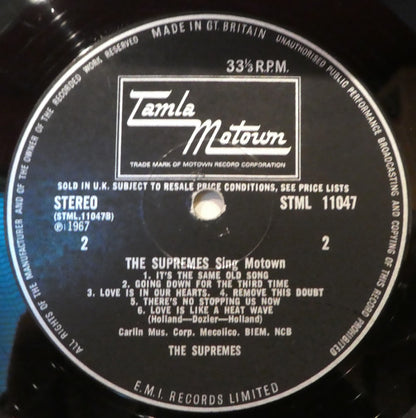 MADE IN GT. BRITAIN
UNAUTHORISED PUBLIC PERFORMANCE BROADCASTING AND COPYING OF THIS RECORD PROHIBITED
ALL RIGHTS OF THE MANUFACTURER AND OF THE OWNER OF THE RECORDED WORK RESERVED
33⅓ R.P.M.
Tamla
Motown
TRADE MARK OF MOTOWN RECORD CORPORATION
SOLD IN U.K. SUBJECT TO RESALE PRICE CONDITIONS, SEE PRICE LISTS
STEREO STML 11047
(STML.11047B)
℗1967
2 2
THE SUPREMES Sing Motown
1. IT'S THE SAME OLD SONG
2. GOING DOWN FOR THE THIRD TIME
3. LOVE IS IN OUR HEARTS. 4. REMOVE THIS DOUBT
5. THERE'S NO STOPPING US NOW
6. LOVE IS LIKE A HEAT WAVE
(Holland—Dozier—Holland)
Carlin Mus. Corp. Mecolico. BIEM, NCB
THE SUPREMES
E.M.I. RECORDS LIMITED